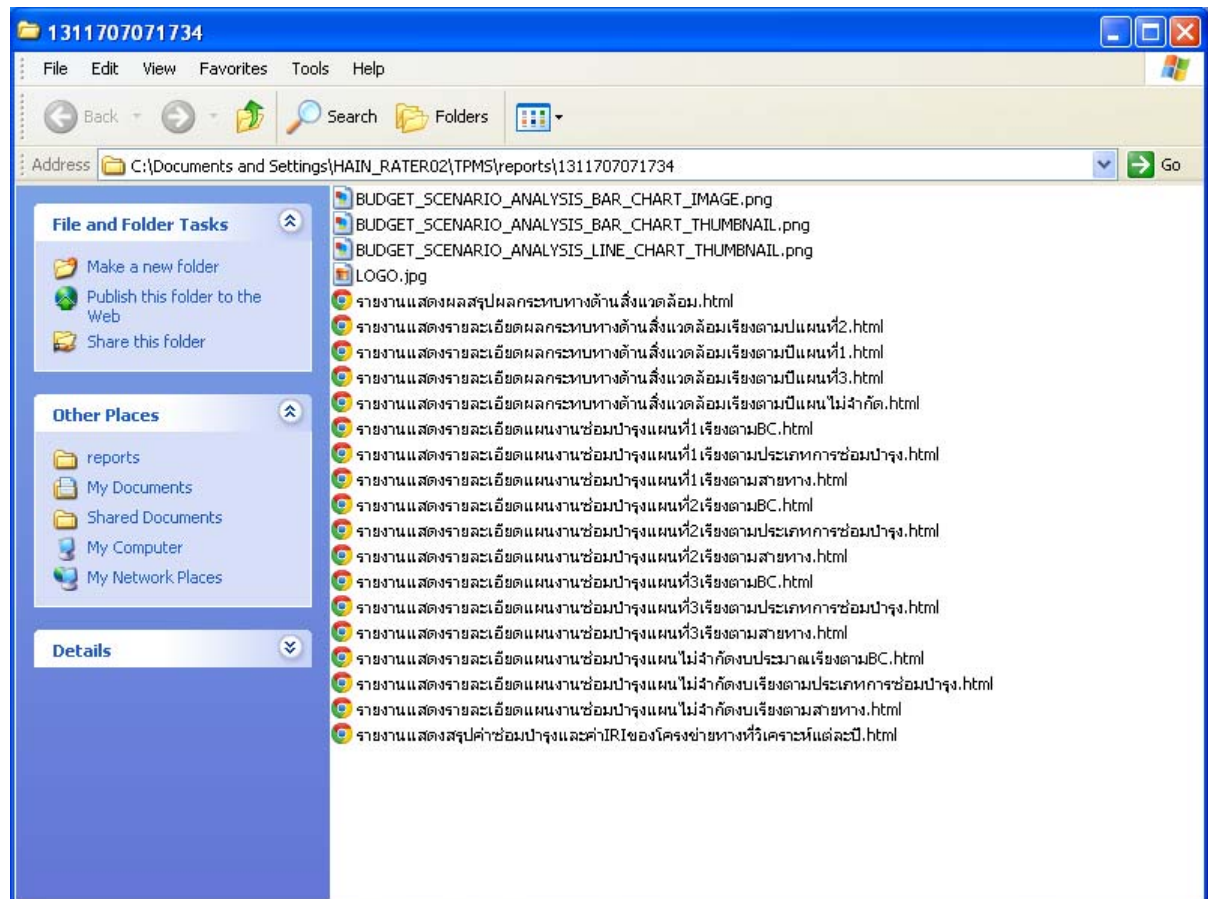 1311707071734
File Edit View Favorites Tools Help
Back Search Folders
Address C:\Documents and Settings\HAIN_RATER02\TPMS\reports\1311707071734 Go
File and Folder Tasks
Make a new folder
Publish this folder to the
Web
Share this folder
Other Places
reports
My Documents
Shared Documents
My Computer
My Network Places
Details
BUDGET_SCENARIO_ANALYSIS_BAR_CHART_IMAGE.png
BUDGET_SCENARIO_ANALYSIS_BAR_CHART_THUMBNAIL.png
BUDGET_SCENARIO_ANALYSIS_LINE_CHART_THUMBNAIL.png
LOGO.jpg
รายงานแสดงผลสรุปผลกระทบทางด้านสิ่งแวดล้อม.html
รายงานแสดงรายละเอียดผลกระทบทางด้านสิ่งแวดล้อมเรียงตามปแผนที่2.html
รายงานแสดงรายละเอียดผลกระทบทางด้านสิ่งแวดล้อมเรียงตามปีแผนที่1.html
รายงานแสดงรายละเอียดผลกระทบทางด้านสิ่งแวดล้อมเรียงตามปีแผนที่3.html
รายงานแสดงรายละเอียดผลกระทบทางด้านสิ่งแวดล้อมเรียงตามปีแผนไม่จำกัด.html
รายงานแสดงรายละเอียดแผนงานซ่อมบำรุงแผนที่1เรียงตามBC.html
รายงานแสดงรายละเอียดแผนงานซ่อมบำรุงแผนที่1เรียงตามประเภทการซ่อมบำรุง.html
รายงานแสดงรายละเอียดแผนงานซ่อมบำรุงแผนที่1เรียงตามสายทาง.html
รายงานแสดงรายละเอียดแผนงานซ่อมบำรุงแผนที่2เรียงตามBC.html
รายงานแสดงรายละเอียดแผนงานซ่อมบำรุงแผนที่2เรียงตามประเภทการซ่อมบำรุง.html
รายงานแสดงรายละเอียดแผนงานซ่อมบำรุงแผนที่2เรียงตามสายทาง.html
รายงานแสดงรายละเอียดแผนงานซ่อมบำรุงแผนที่3เรียงตามBC.html
รายงานแสดงรายละเอียดแผนงานซ่อมบำรุงแผนที่3เรียงตามประเภทการซ่อมบำรุง.html
รายงานแสดงรายละเอียดแผนงานซ่อมบำรุงแผนที่3เรียงตามสายทาง.html
รายงานแสดงรายละเอียดแผนงานซ่อมบำรุงแผนไม่จำกัดงบประมาณเรียงตามBC.html
รายงานแสดงรายละเอียดแผนงานซ่อมบำรุงแผนไม่จำกัดงบเรียงตามประเภทการซ่อมบำรุง.html
รายงานแสดงรายละเอียดแผนงานซ่อมบำรุงแผนไม่จำกัดงบเรียงตามสายทาง.html
รายงานแสดงสรุปค่าซ่อมบำรุงและค่าIRIของโครงข่ายทางที่วิเคราะห์แต่ละปี.html